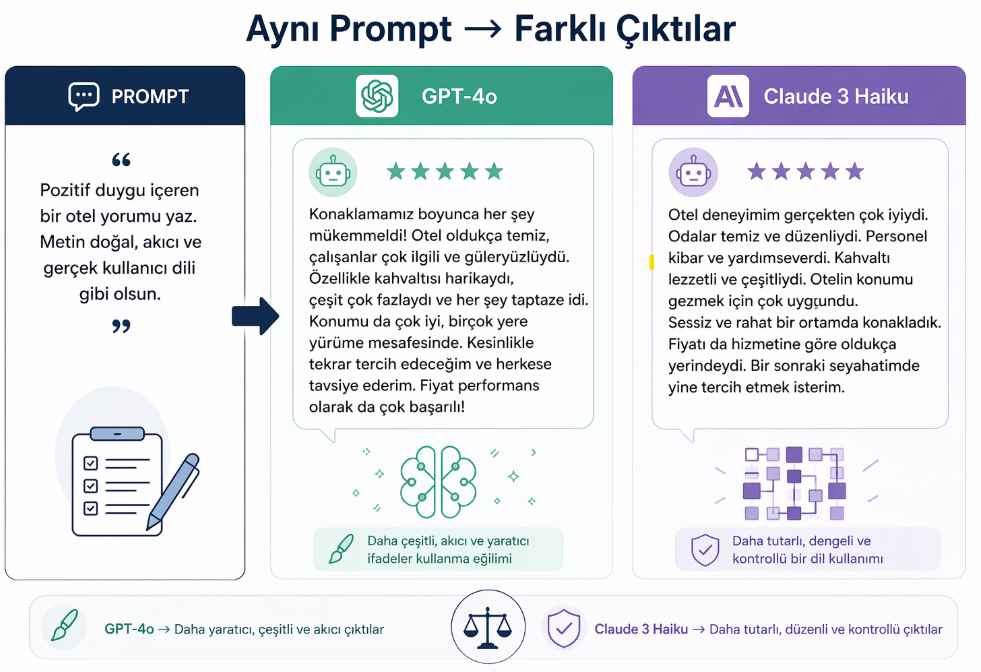 Aynı Prompt → Farklı Çıktılar
PROMPT
“
Pozitif duygu içeren
bir otel yorumu yaz.
Metin doğal, akıcı ve
gerçek kullanıcı dili
gibi olsun.
”
GPT-4o
Konaklamamız boyunca her şey
mükemmeldi! Otel oldukça temiz,
çalışanlar çok ilgili ve güleryüzlüydü.
Özellikle kahvaltısı harikaydı,
çeşit çok fazlaydı ve her şey taptaze idi.
Konumu da çok iyi, birçok yere
yürüme mesafesinde. Kesinlikle
tekrar tercih edeceğim ve herkese
tavsiye ederim. Fiyat performans
olarak da çok başarılı!
Daha çeşitli, akıcı ve yaratıcı
ifadeler kullanma eğilimi
Claude 3 Haiku
Otel deneyimim gerçekten çok iyiydi.
Odalar temiz ve düzenliydi. Personel
kibar ve yardımseverdi. Kahvaltı
lezzetli ve çeşitliydi. Otelin konumu
gezmek için çok uygundu.
Sessiz ve rahat bir ortamda konakladık.
Fiyatı da hizmetine göre oldukça
yerindeydi. Bir sonraki seyahatimde
yine tercih etmek isterim.
Daha tutarlı, dengeli ve
kontrollü bir dil kullanımı
GPT-4o → Daha yaratıcı, çeşitli ve akıcı çıktılar
Claude 3 Haiku → Daha tutarlı, düzenli ve kontrollü çıktılar